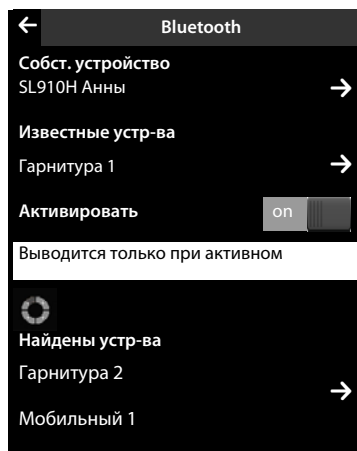 Bluetooth
Собст. устройство
SL910H Анны
Известные устр-ва
Гарнитура 1
Активировать on
Выводится только при активном
Найдены устр-ва
Гарнитура 2
Мобильный 1